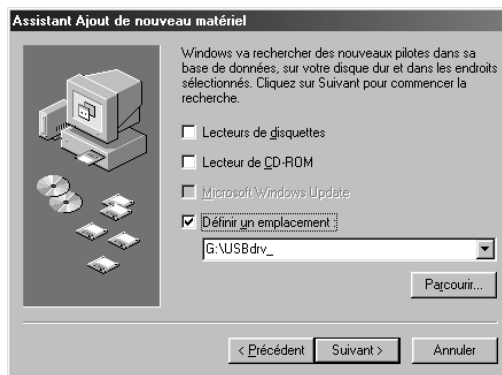 Assistant Ajout de nouveau matériel
Windows va rechercher des nouveaux pilotes dans sa
base de données, sur votre disque dur et dans les endroits
sélectionnés. Cliquez sur Suivant pour commencer la
recherche.
Lecteurs de disquettes
Lecteur de CD-ROM
Microsoft Windows Update
Définir un emplacement :
G:\USBdrv_
Parcourir...
< Précédent
Suivant >
Annuler